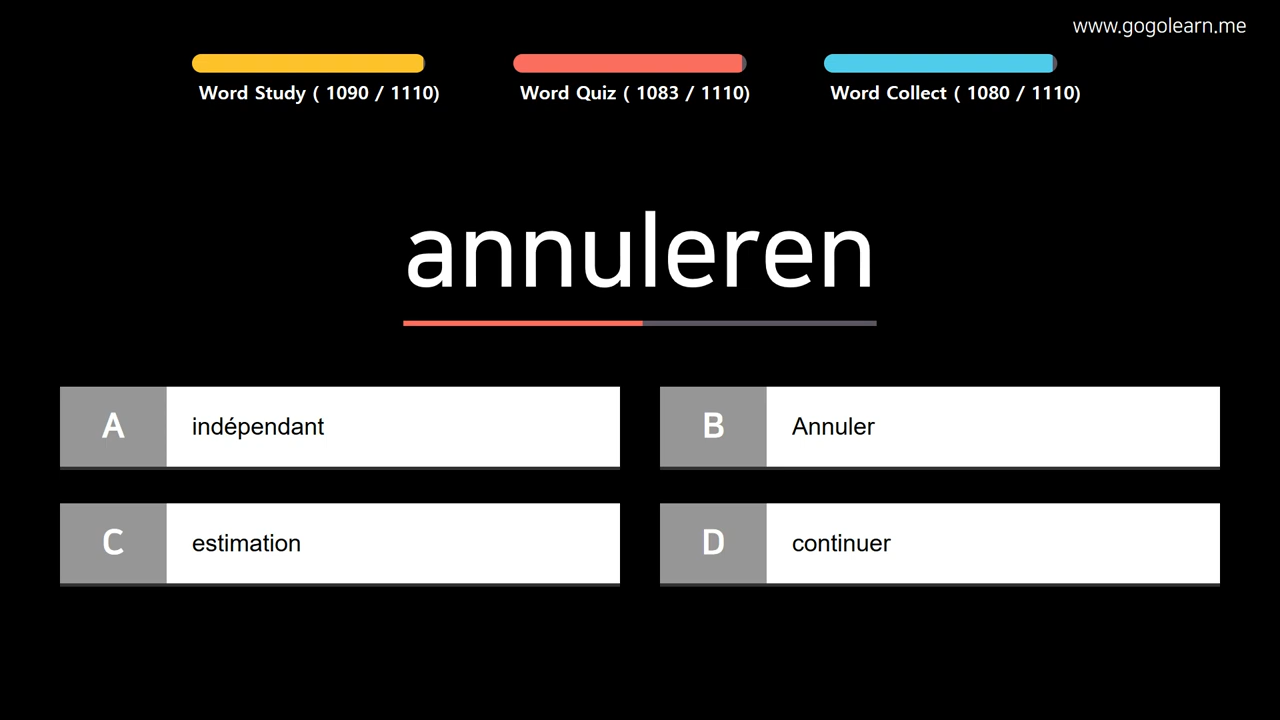 www.gogolearn.me
Word Study ( 1090 / 1110)
Word Quiz ( 1083 / 1110)
Word Collect ( 1080 / 1110)
annuleren
A indépendant
B Annuler
C estimation
D continuer